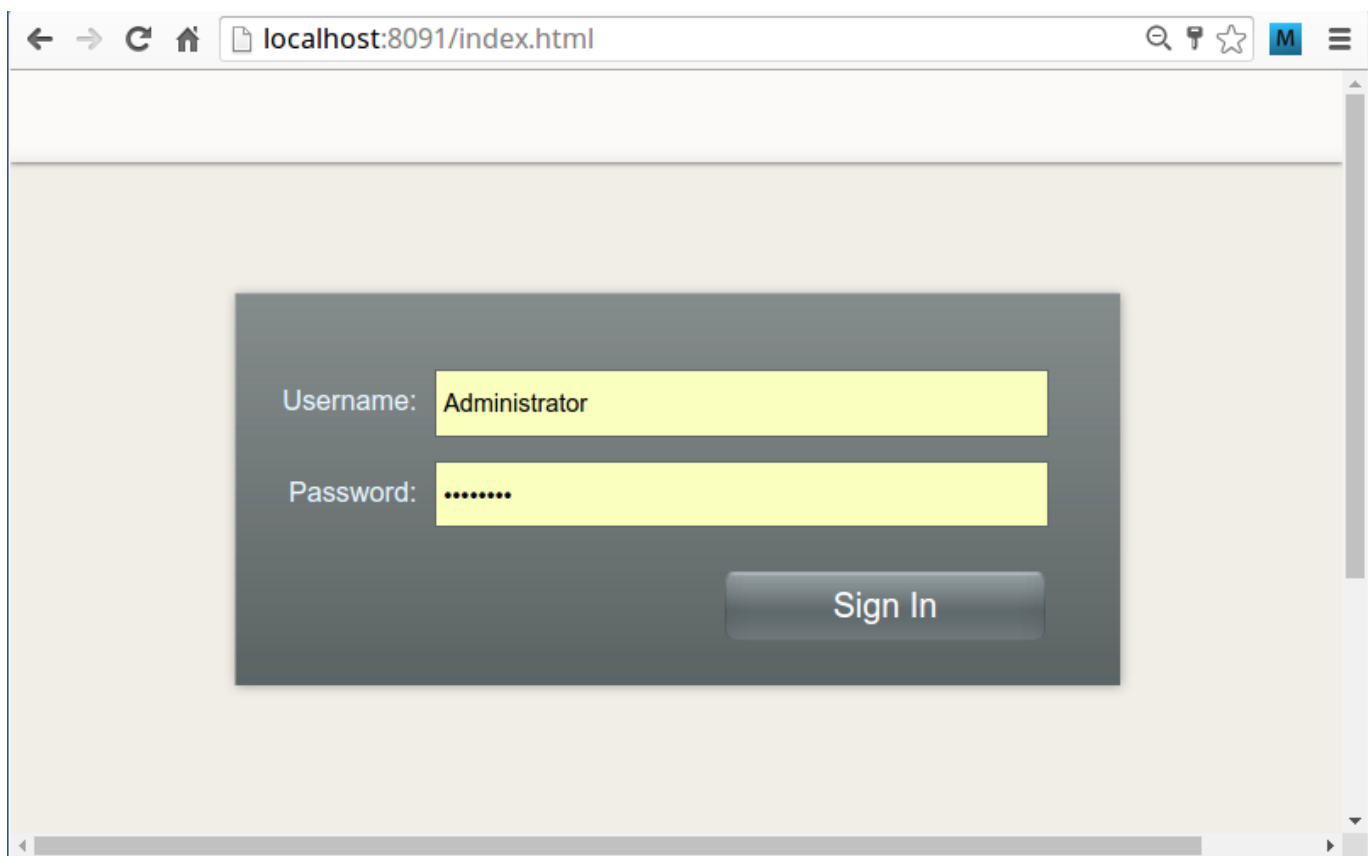 localhost:8091/index.html
M
Username: Administrator
Password: ••••••••
Sign In